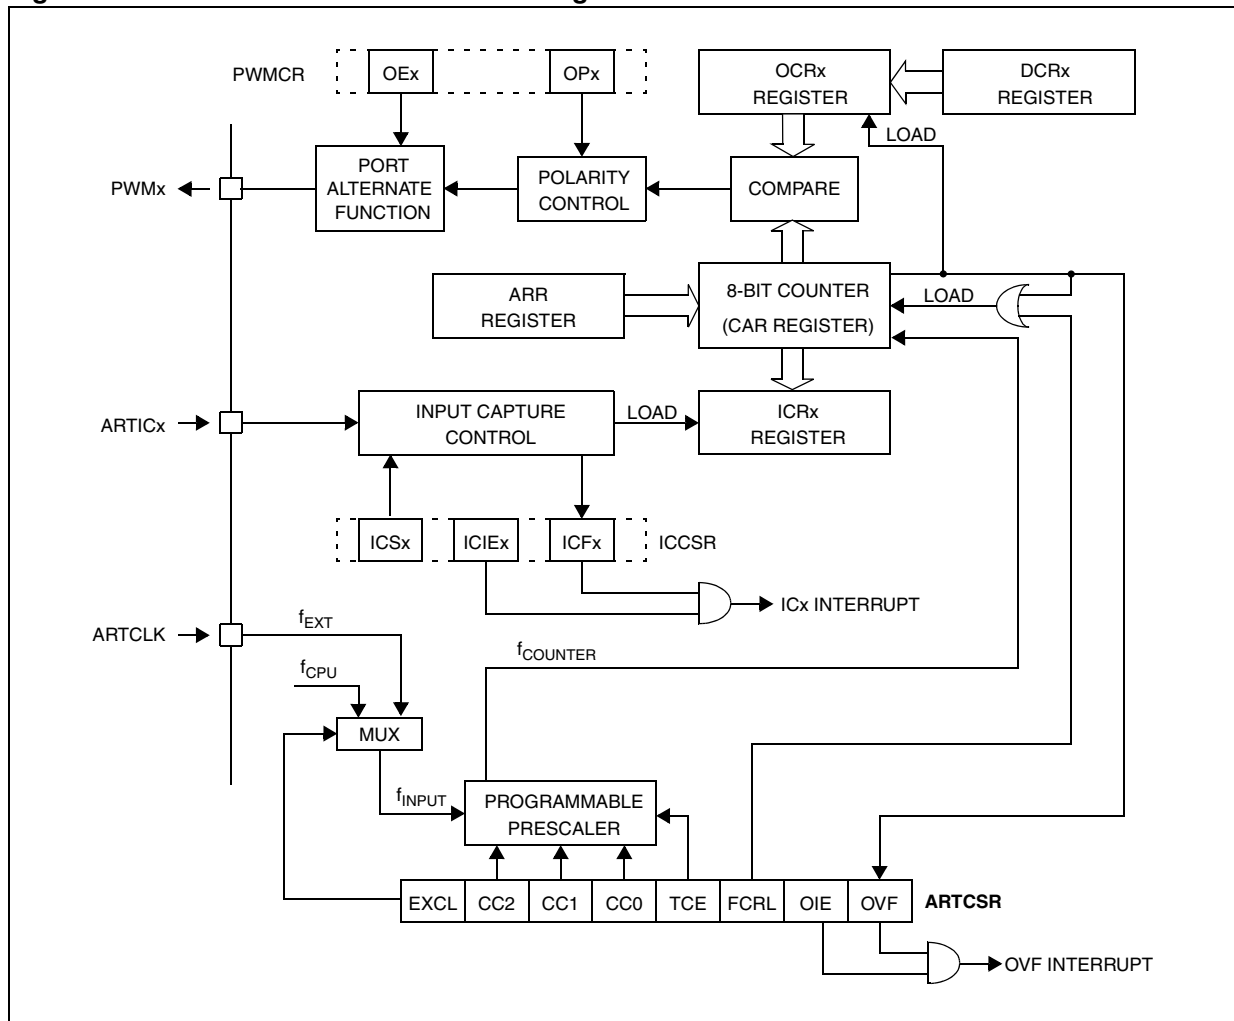 PWMCR
OEx
OPx
OCRx
REGISTER
DCRx
REGISTER
LOAD
PWMx
PORT
ALTERNATE
FUNCTION
POLARITY
CONTROL
COMPARE
ARR
REGISTER
8-BIT COUNTER
(CAR REGISTER)
LOAD
ARTICx
INPUT CAPTURE
CONTROL
LOAD
ICRx
REGISTER
ICSx
ICIEx
ICFx
ICCSR
ICx INTERRUPT
ARTCLK
fEXT
fCPU
fCOUNTER
MUX
fINPUT
PROGRAMMABLE
PRESCALER
EXCL CC2 CC1 CC0 TCE FCRL OIE OVF ARTCSR
OVF INTERRUPT